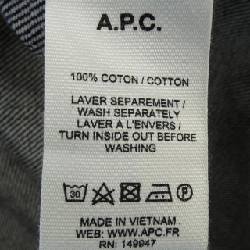 A.P.C.
100% COTON / COTTON
LAVER SEPAREMENT /
WASH SEPARATELY
LAVER A L'ENVERS /
TURN INSIDE OUT BEFORE
WASHING
30
MADE IN VIETNAM
WEB: WWW.APC.FR
RN: 149947